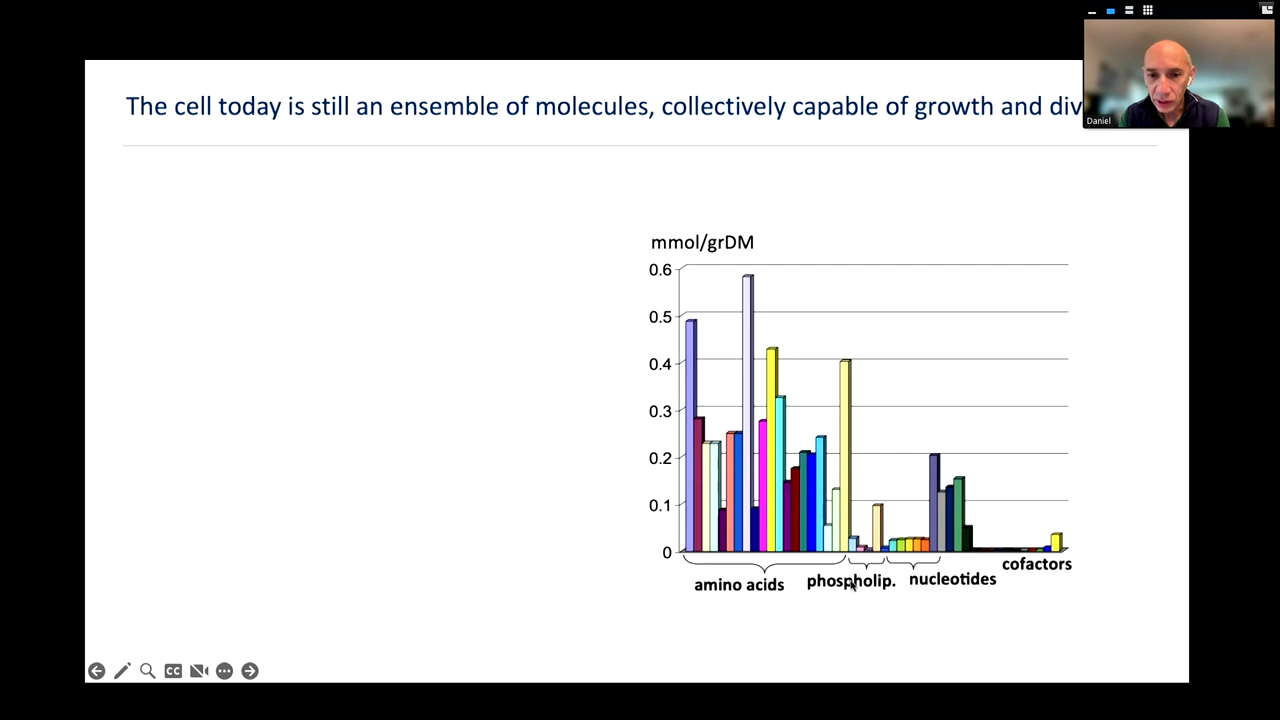 The cell today is still an ensemble of molecules, collectively capable of growth and div
Daniel
mmol/grDM
0.6
0.5
0.4
0.3
0.2
0.1
0
amino acids
phospholip.
nucleotides
cofactors
CC